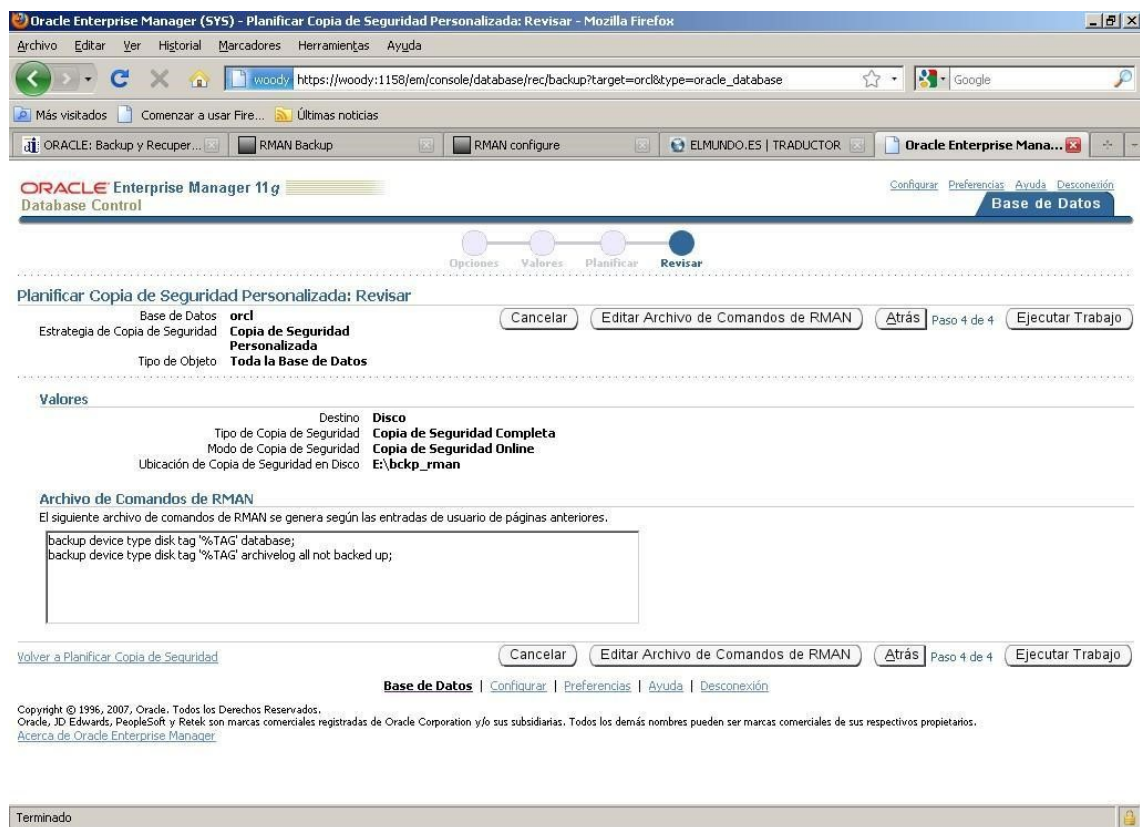 Oracle Enterprise Manager (SYS) - Planificar Copia de Seguridad Personalizada: Revisar - Mozilla Firefox
Archivo Editar Ver Historial Marcadores Herramientas Ayuda
woody https://woody:1158/em/console/database/rec/backup?target=orcl&type=oracle_database Google
Más visitados Comenzar a usar Fire... Últimas noticias
ORACLE: Backup y Recuper... RMAN Backup RMAN configure ELMUNDO.ES | TRADUCTOR Oracle Enterprise Mana...
ORACLE Enterprise Manager 11g
Database Control
Configurar Preferencias Ayuda Desconexión
Base de Datos
Opciones Valores Planificar Revisar
Planificar Copia de Seguridad Personalizada: Revisar
Base de Datos orcl
Estrategia de Copia de Seguridad Copia de Seguridad Personalizada
Tipo de Objeto Toda la Base de Datos
Cancelar Editar Archivo de Comandos de RMAN Atrás Paso 4 de 4 Ejecutar Trabajo
Valores
Destino Disco
Tipo de Copia de Seguridad Copia de Seguridad Completa
Modo de Copia de Seguridad Copia de Seguridad Online
Ubicación de Copia de Seguridad en Disco E:\bckp_rman
Archivo de Comandos de RMAN
El siguiente archivo de comandos de RMAN se genera según las entradas de usuario de páginas anteriores.
backup device type disk tag '%TAG' database;
backup device type disk tag '%TAG' archivelog all not backed up;
Volver a Planificar Copia de Seguridad
Cancelar Editar Archivo de Comandos de RMAN Atrás Paso 4 de 4 Ejecutar Trabajo
Base de Datos | Configurar | Preferencias | Ayuda | Desconexión
Copyright © 1996, 2007, Oracle. Todos los Derechos Reservados.
Oracle, JD Edwards, PeopleSoft y Retek son marcas comerciales registradas de Oracle Corporation y/o sus subsidiarias. Todos los demás nombres pueden ser marcas comerciales de sus respectivos propietarios.
Acerca de Oracle Enterprise Manager
Terminado